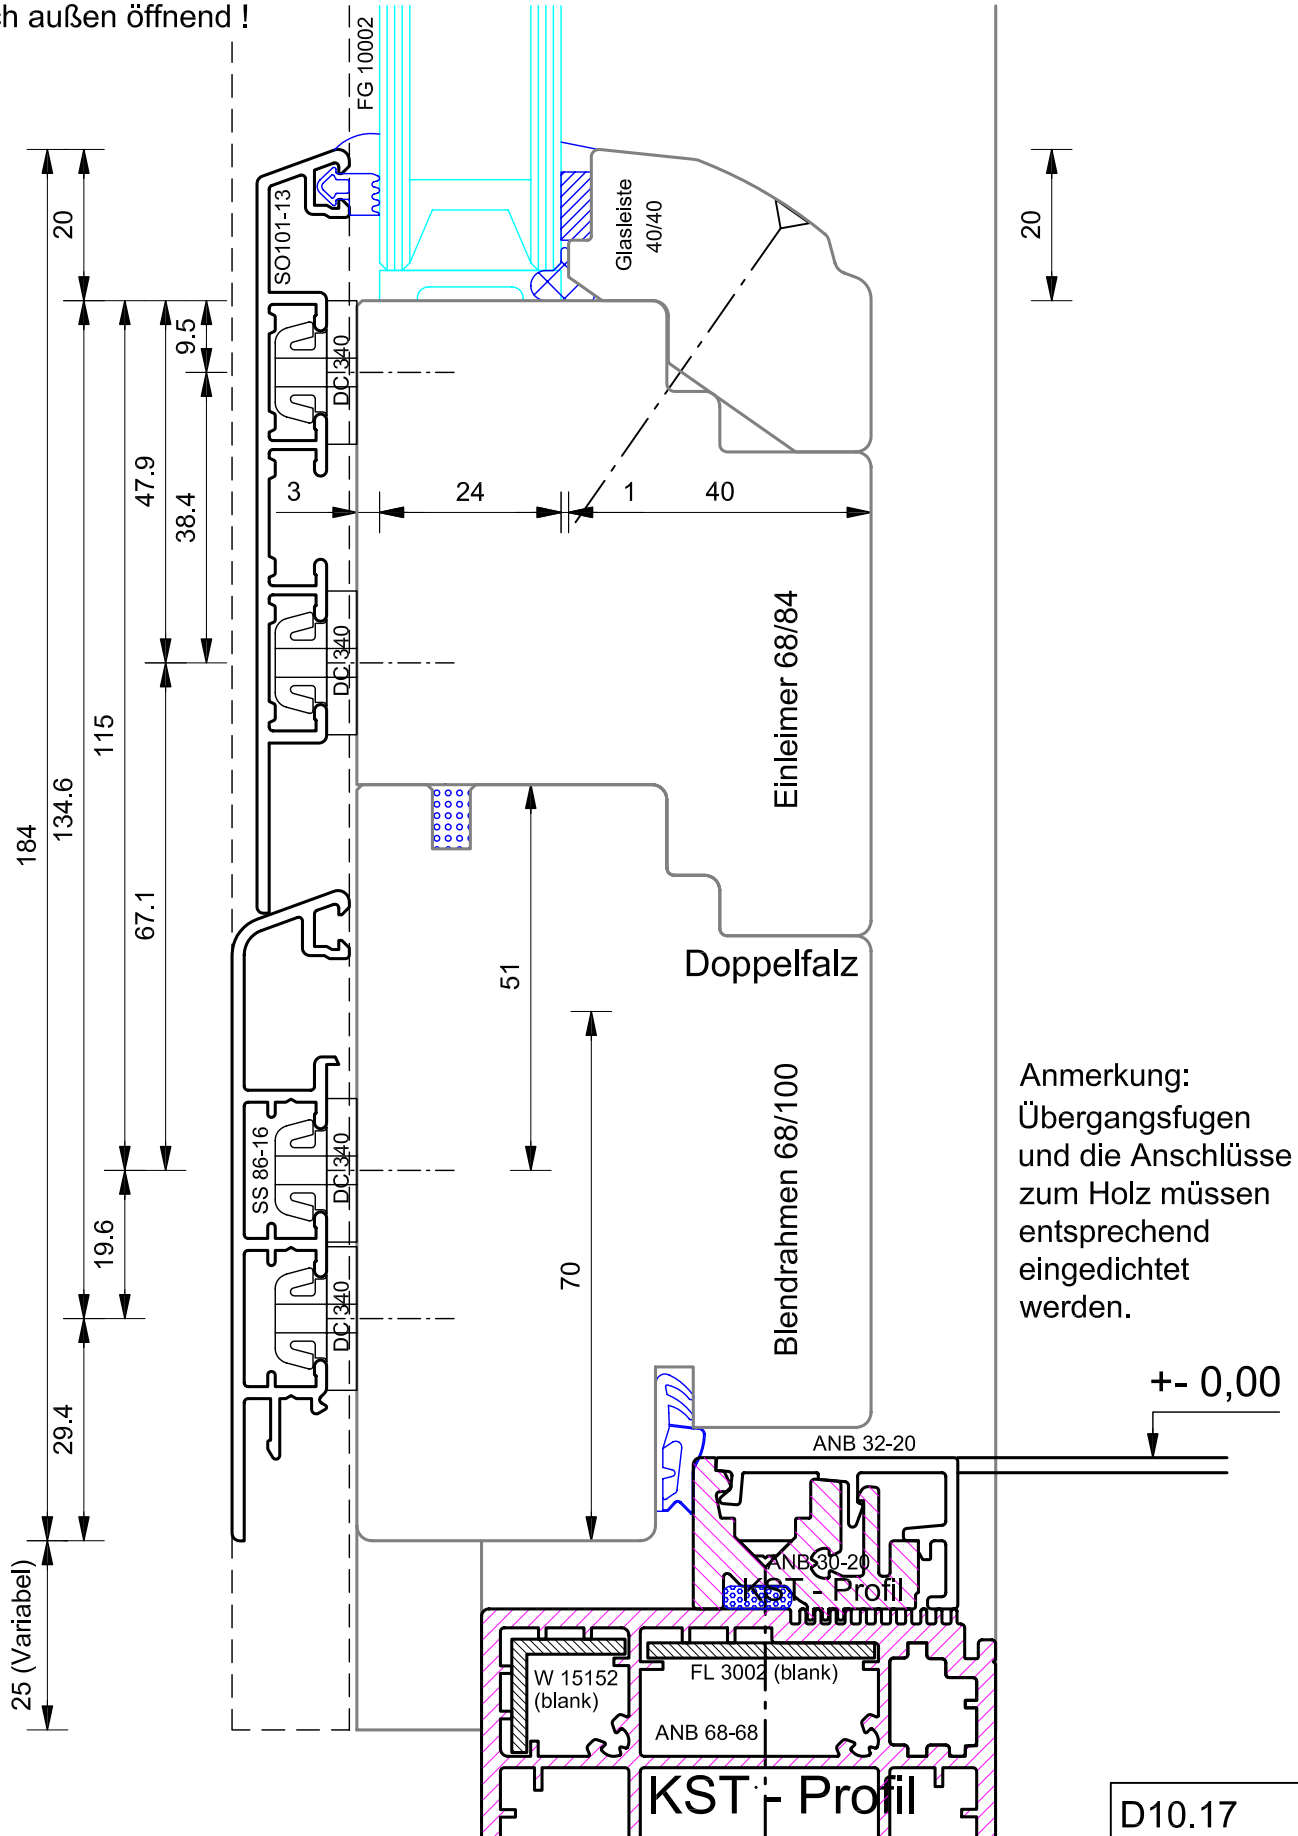 ch außen öffnend !
FG 10002
20
SO101-13
Glasleiste
40/40
20
9.5
DC 340
47.9
38.4
3
24
1
40
Einleimer 68/84
DC 340
115
134.6
184
67.1
51
Doppelfalz
Anmerkung:
Übergangsfugen
und die Anschlüsse
zum Holz müssen
entsprechend
eingedichtet
werden.
Blendrahmen 68/100
SS 86-16
DC 340
19.6
70
DC 340
29.4
+- 0,00
ANB 32-20
25 (Variabel)
ANB 30-20
KST - Profil
W 15152
(blank)
FL 3002 (blank)
ANB 68-68
KST - Profil
D10.17